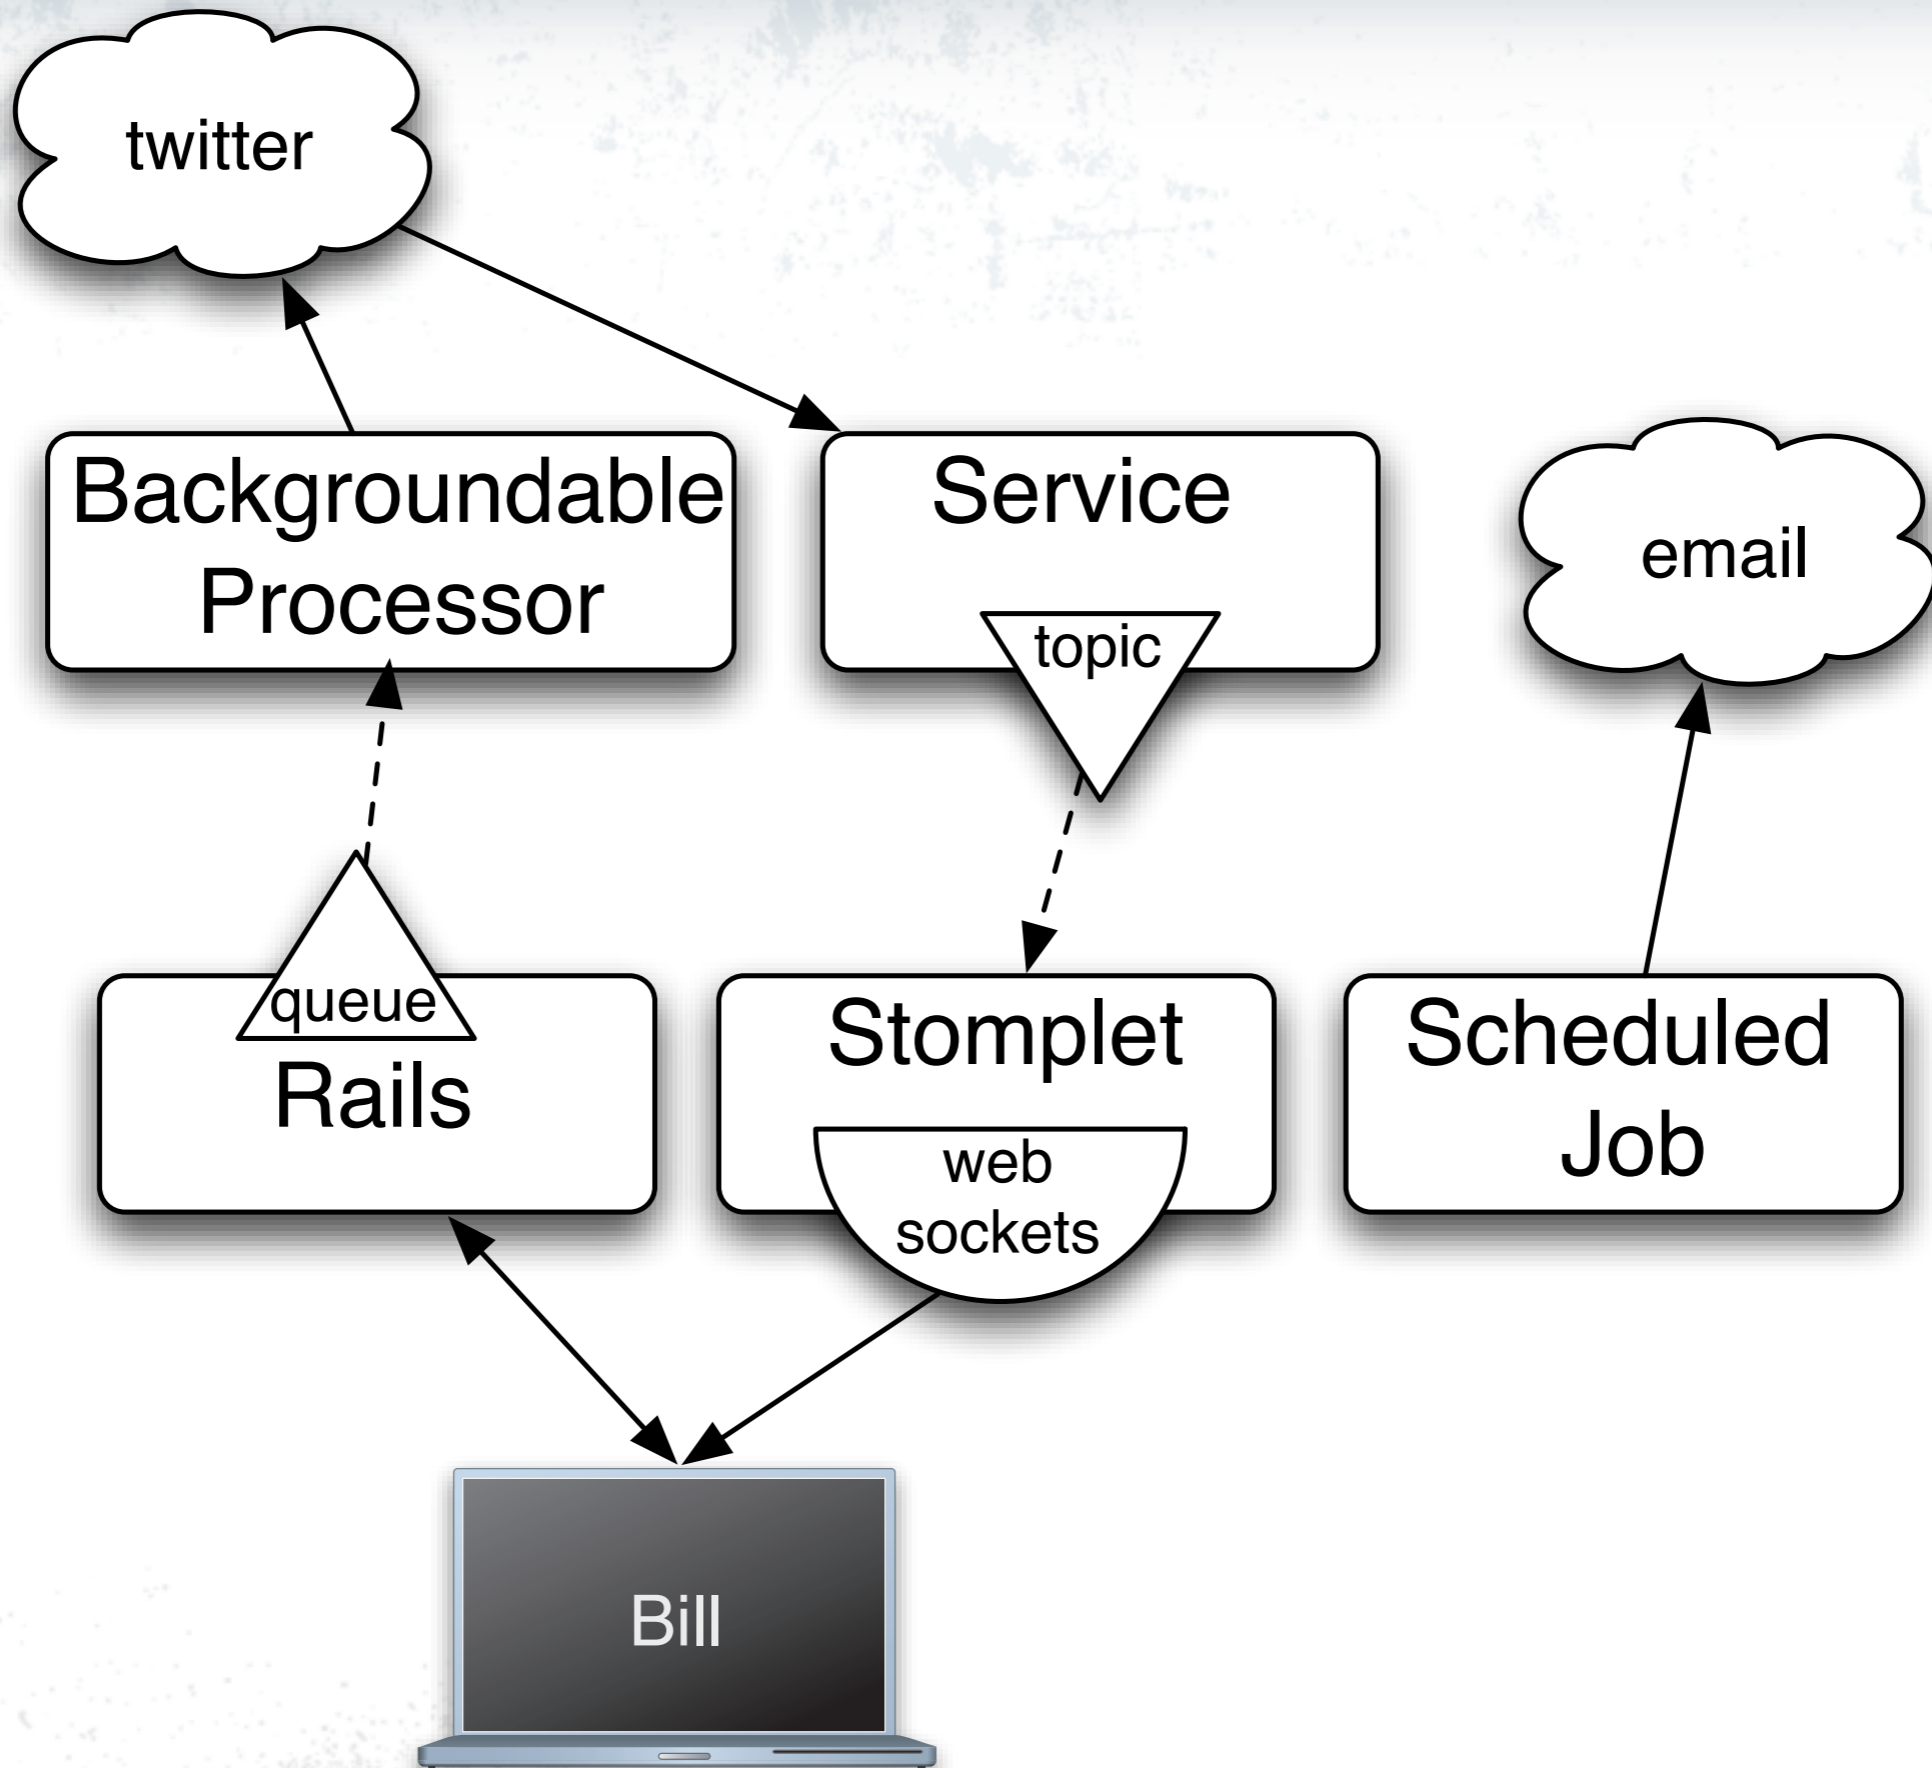 twitter
Backgroundable
Processor
Service
topic
email
queue
Rails
Stomplet
web
sockets
Scheduled
Job
Bill